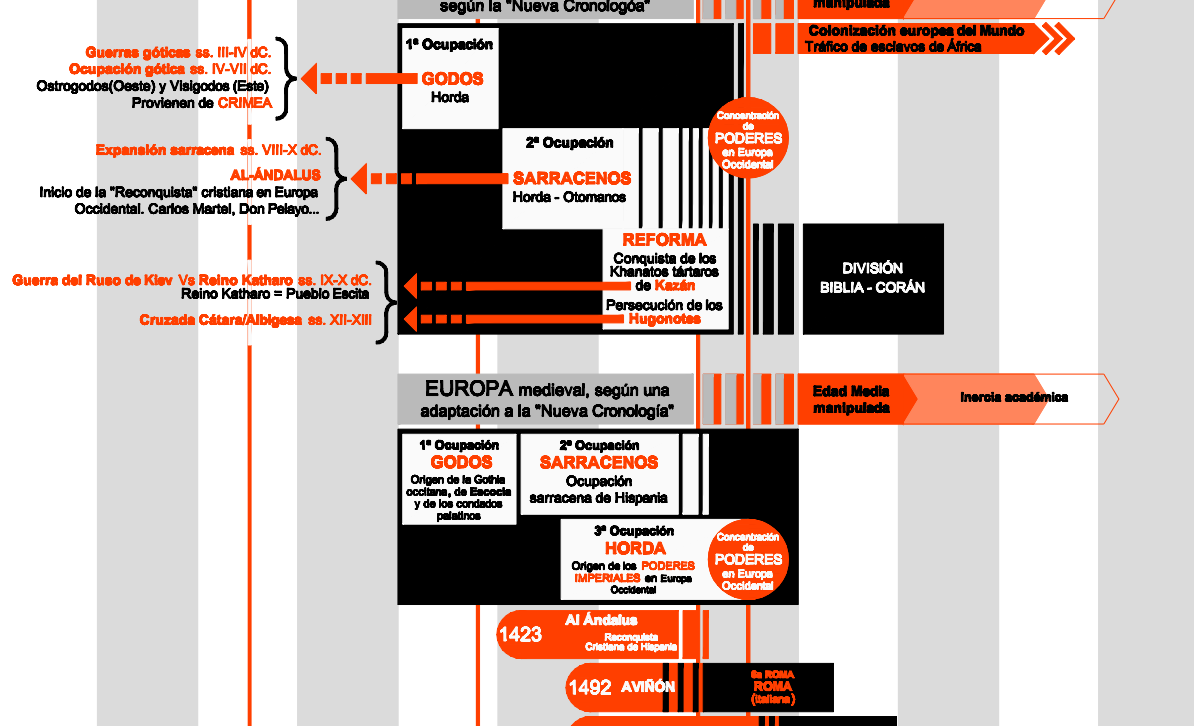 según la "Nueva Cronologóa"
manipulada
Colonización europea del Mundo
Tráfico de esclavos de África
Guerras góticas ss. III-IV dC.
Ocupación gótica ss. IV-VII dC.
Ostrogodos(Oeste) y Visigodos (Este)
Provienen de CRIMEA
1ª Ocupación
GODOS
Horda
Concentración
de
PODERES
en Europa
Occidental
Expansión sarracena ss. VIII-X dC.
AL-ÁNDALUS
Inicio de la "Reconquista" cristiana en Europa
Occidental. Carlos Martel, Don Pelayo...
2ª Ocupación
SARRACENOS
Horda - Otomanos
REFORMA
Conquista de los
Khanatos tártaros
de Kazán
Persecución de los
Hugonotes
DIVISIÓN
BIBLIA - CORÁN
Guerra del Ruso de Kiev Vs Reino Katharo ss. IX-X dC.
Reino Katharo = Pueblo Escita
Cruzada Cátara/Albigesa ss. XII-XIII
EUROPA medieval, según una
adaptación a la "Nueva Cronología"
Edad Media
manipulada
Inercia académica
1ª Ocupación
GODOS
Origen de la Gothia
occitana, de Escocia
y de los condados
palatinos
2ª Ocupación
SARRACENOS
Ocupación
sarracena de Hispania
3ª Ocupación
HORDA
Origen de los PODERES
IMPERIALES en Europa
Occidental
Concentración
de
PODERES
en Europa
Occidental
1423
Al Ándalus
Reconquista
Cristiana de Hispania
1492 AVIÑÓN
6a ROMA
ROMA
(italiana)